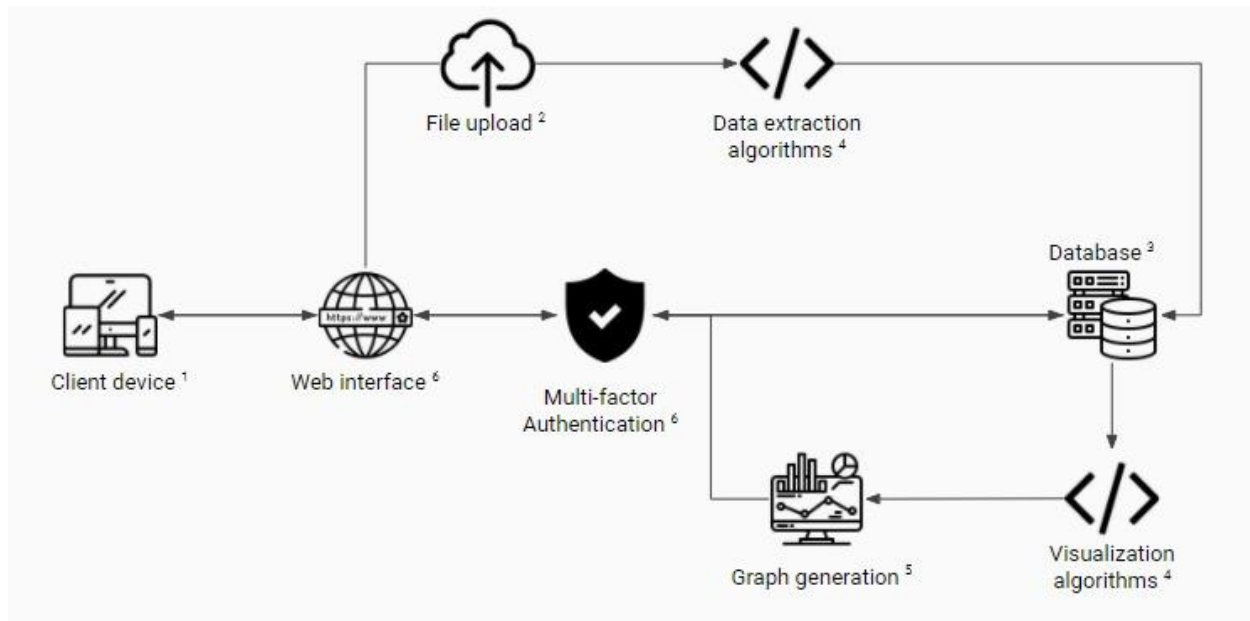 File upload ²
Data extraction
algorithms ⁴
Database ³
https://www
Client device ¹
Web interface ⁶
Multi-factor
Authentication ⁶
Graph generation ⁵
Visualization
algorithms ⁴